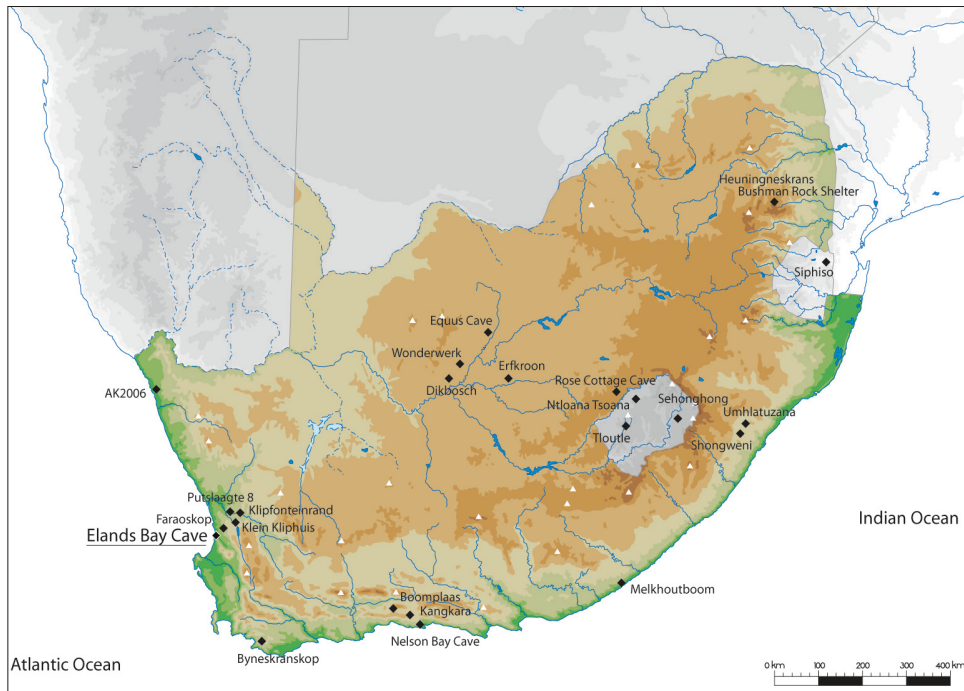 Heuningneskrans
Bushman Rock Shelter
Siphiso
Equus Cave
Wonderwerk
Erfkroon
Dikbosch
Rose Cottage Cave
AK2006
Ntloana Tsoana
Sehonghong
Umhlatuzana
Tloutle
Shongweni
Putslaagte 8
Klipfonteinrand
Faraoskop
Klein Kliphuis
Elands Bay Cave
Indian Ocean
Melkhoutboom
Boomplaas
Kangkara
Nelson Bay Cave
Byneskranskop
Atlantic Ocean
0 km 100 200 300 400 km